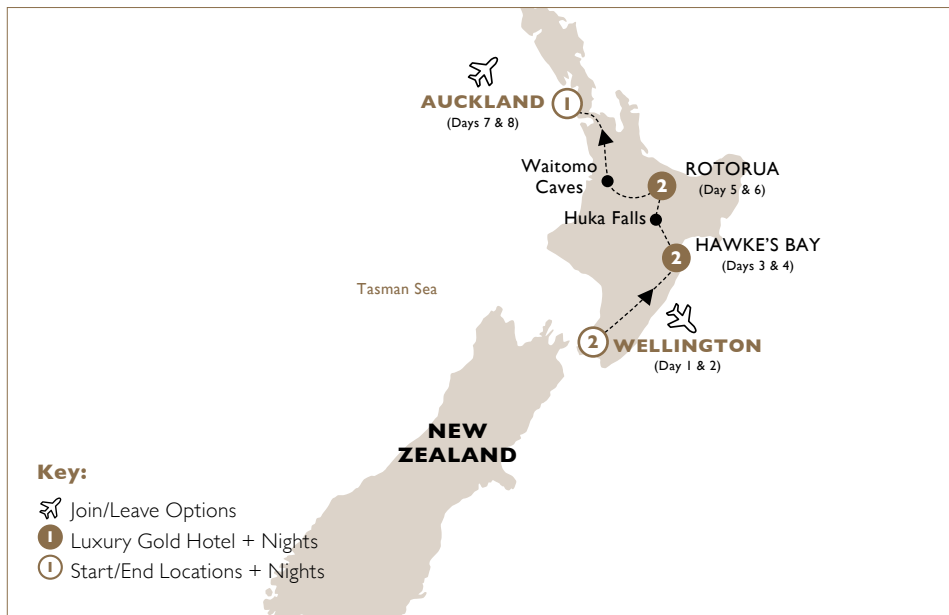 AUCKLAND
(Days 7 & 8)
1
Waitomo
Caves
2
ROTORUA
(Day 5 & 6)
Huka Falls
2
HAWKE'S BAY
(Days 3 & 4)
Tasman Sea
2
WELLINGTON
(Day 1 & 2)
NEW
ZEALAND
Key:
Join/Leave Options
1 Luxury Gold Hotel + Nights
1 Start/End Locations + Nights